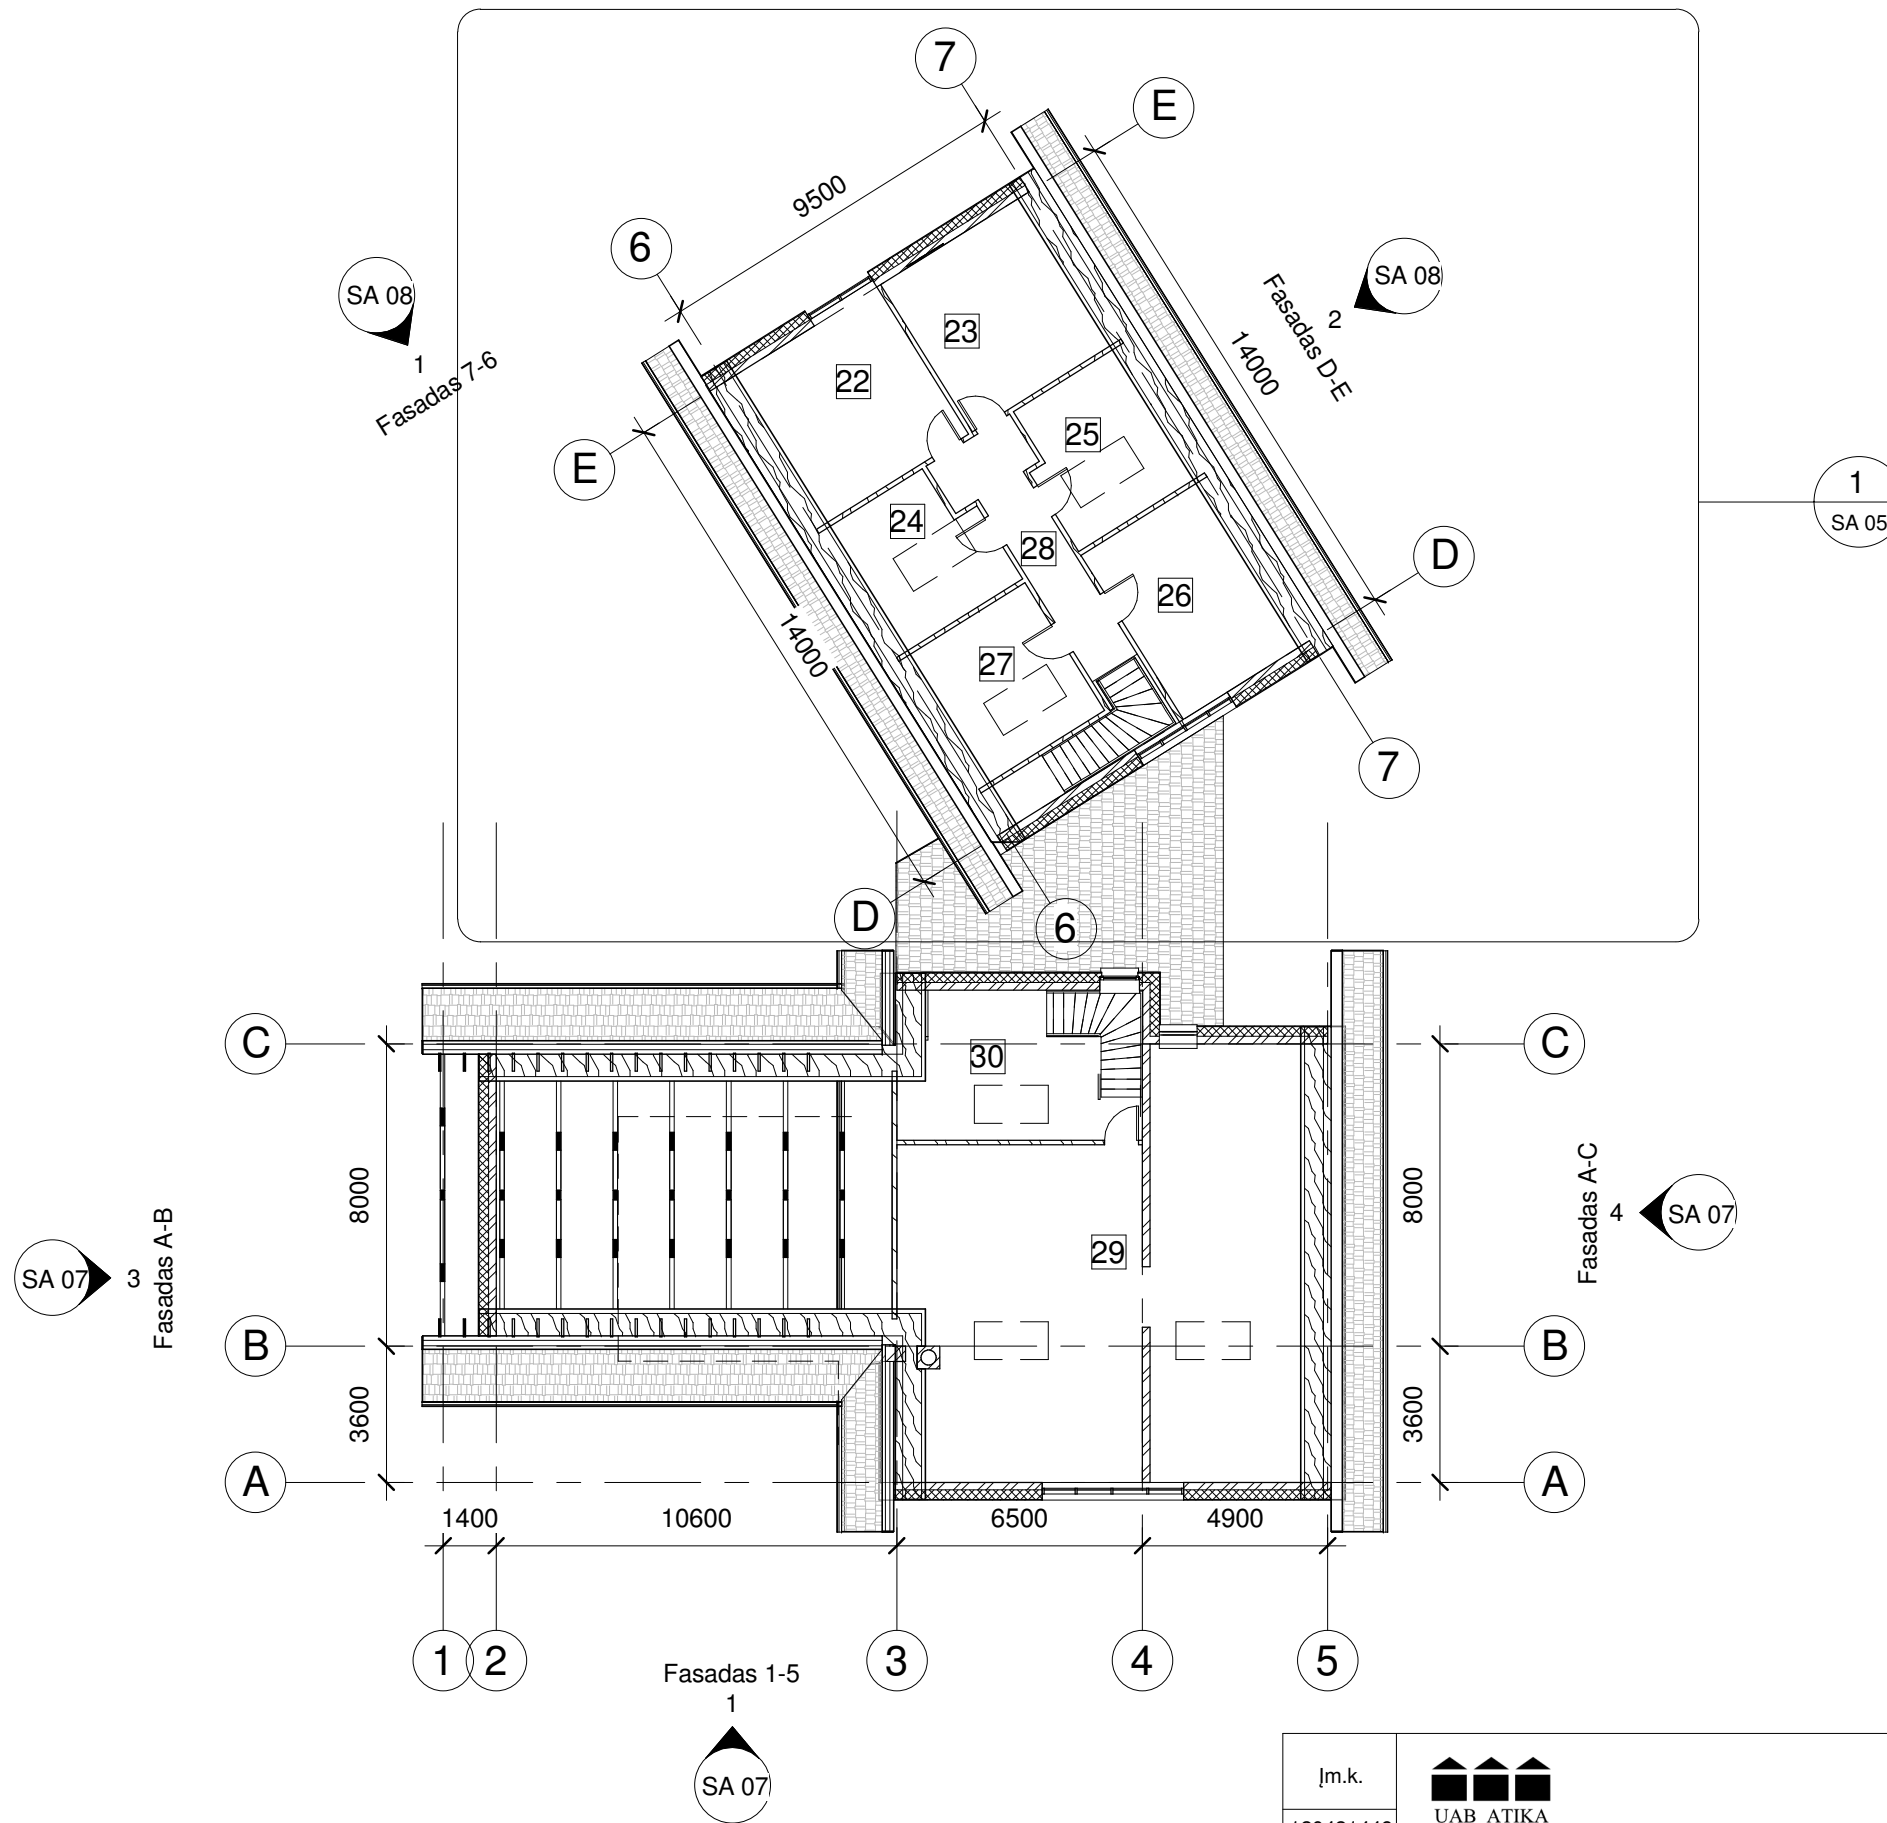 7
E
9500
6
SA 08
1
Fasadas 7-6
SA 08
2
Fasadas D-E
14000
23
22
25
24
28
26
27
E
14000
D
1
SA 05
7
D
6
C
C
30
8000
8000
29
SA 07
3
Fasadas A-B
Fasadas A-C
4
SA 07
B
B
3600
3600
A
A
1400
10600
6500
4900
1
2
3
4
5
Fasadas 1-5
1
SA 07
Įm.k.
UAB ATIKA